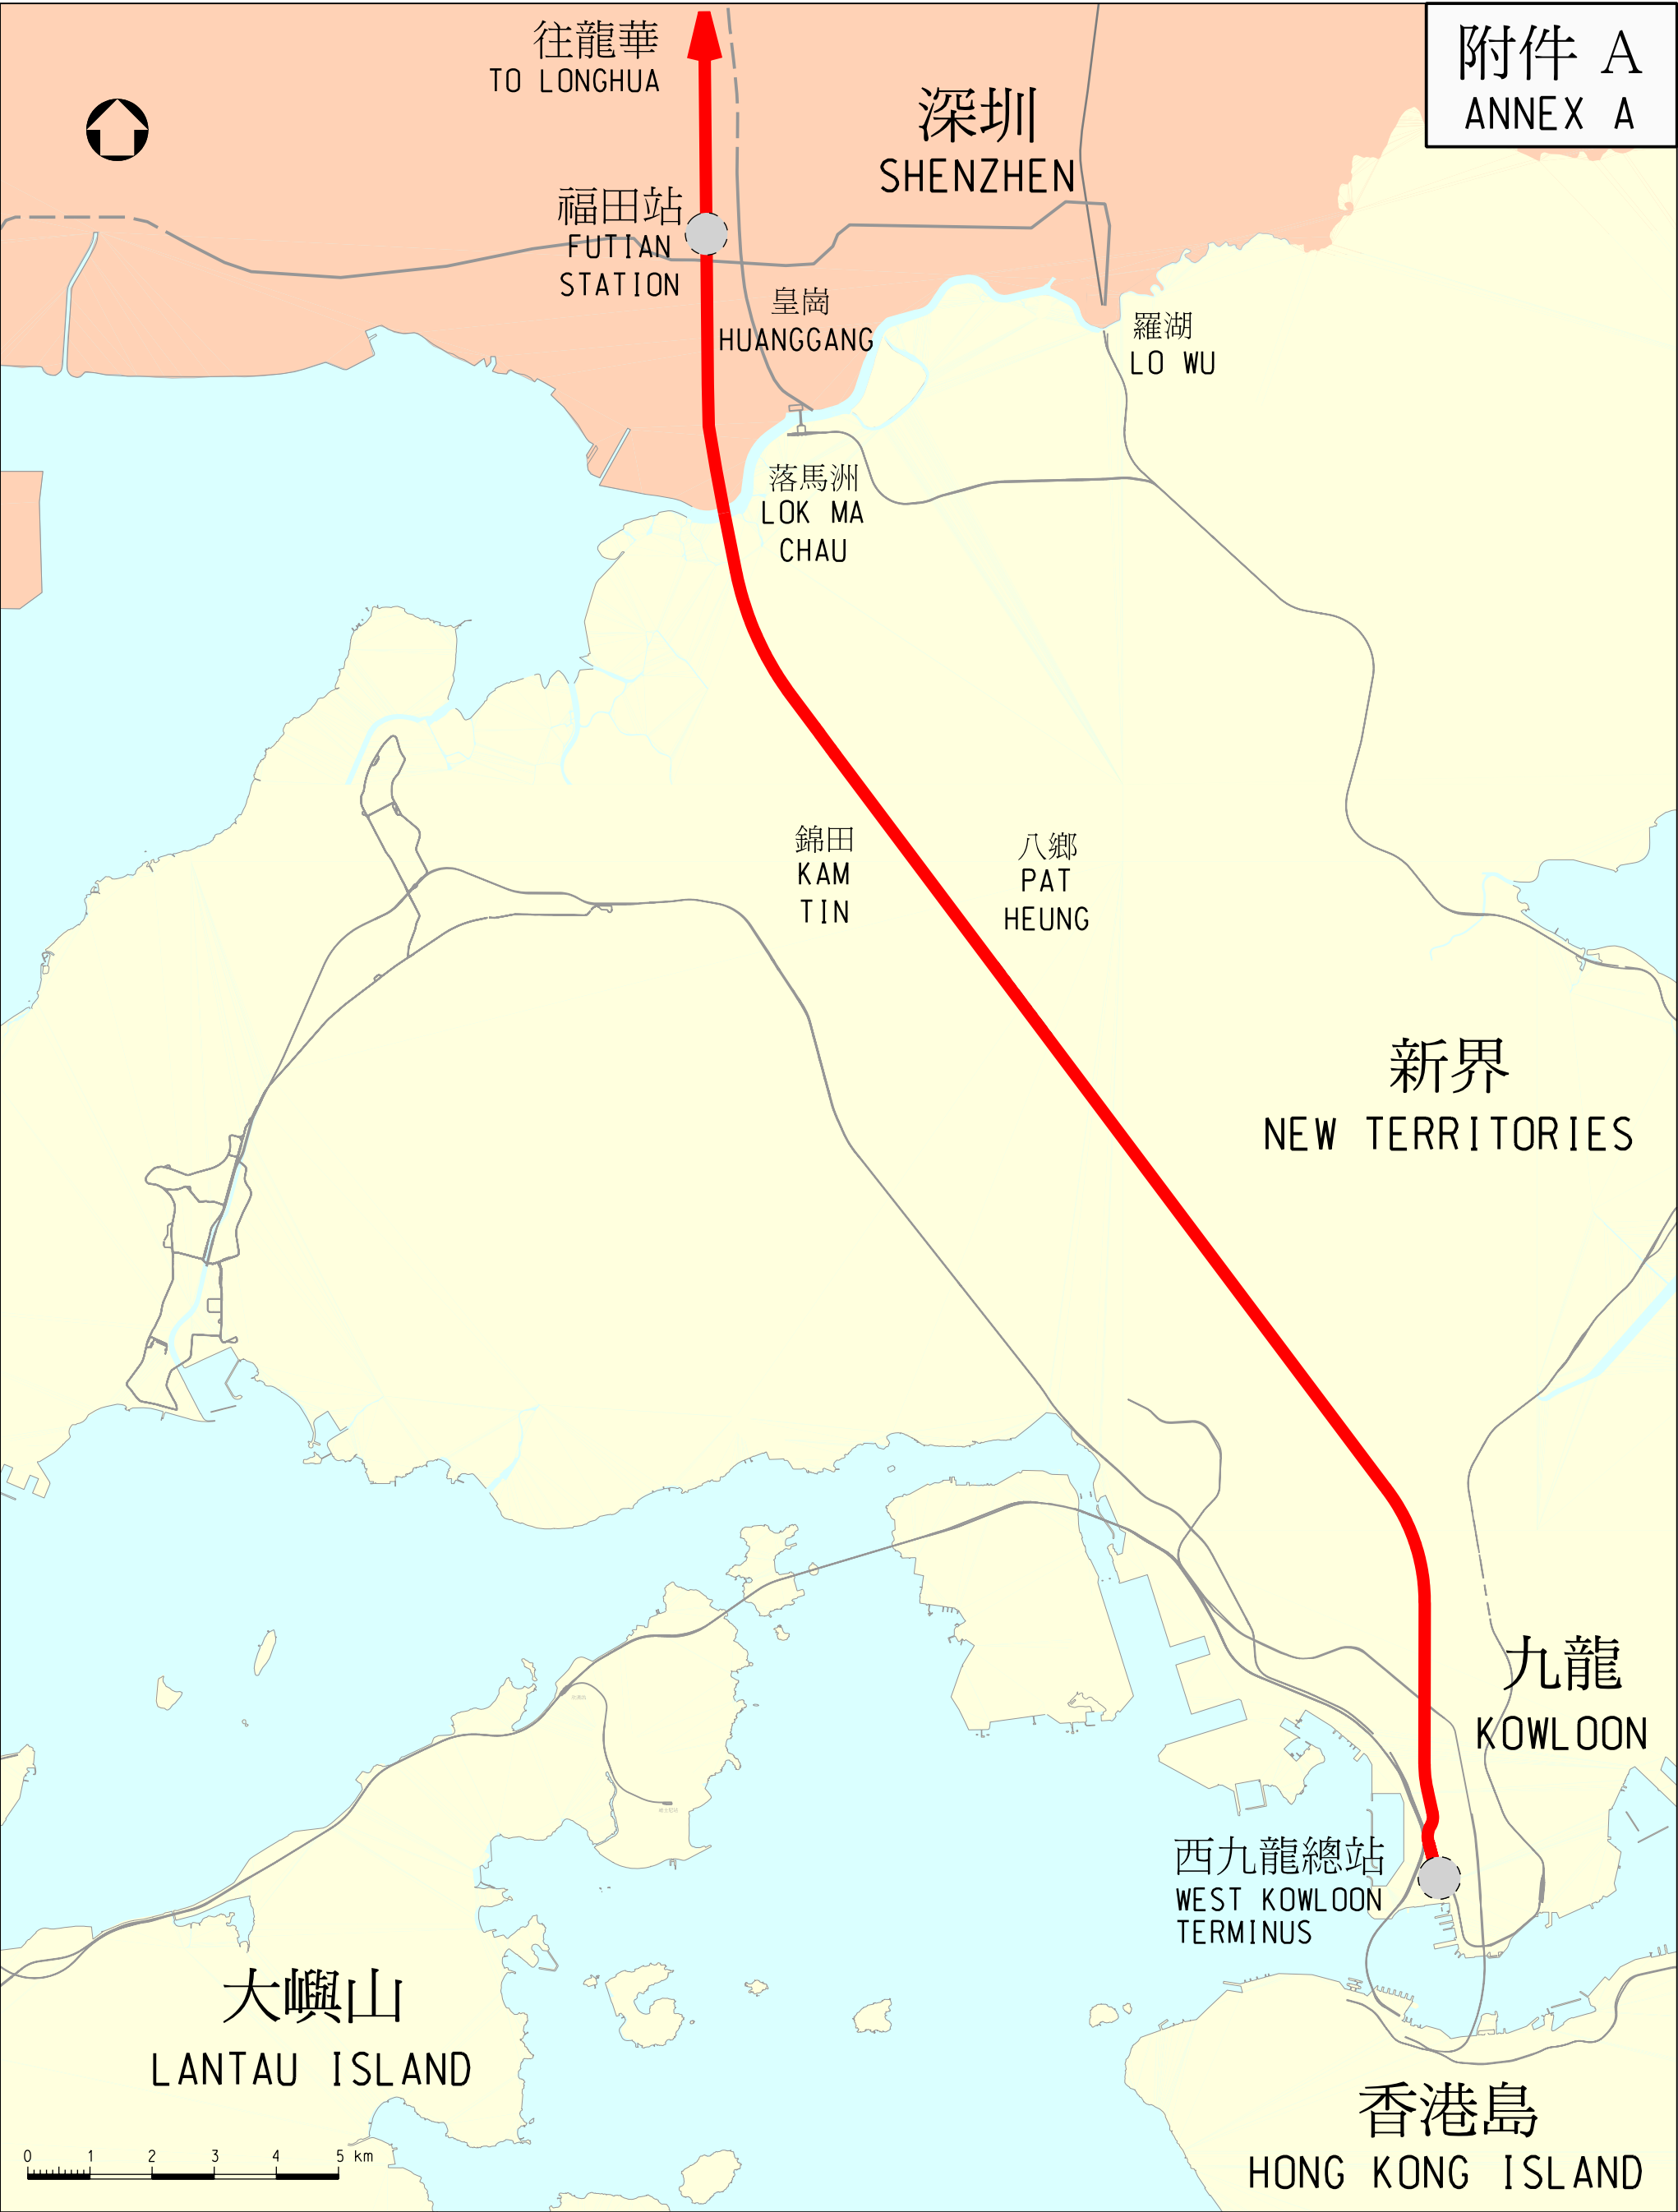 附件 A
ANNEX A
往龍華
TO LONGHUA
深圳
SHENZHEN
福田站
FUTIAN
STATION
皇崗
HUANGGANG
羅湖
LO WU
落馬洲
LOK MA
CHAU
錦田
KAM
TIN
八鄉
PAT
HEUNG
新界
NEW TERRITORIES
九龍
KOWLOON
西九龍總站
WEST KOWLOON
TERMINUS
大嶼山
LANTAU ISLAND
香港島
HONG KONG ISLAND
0 1 2 3 4 5 km